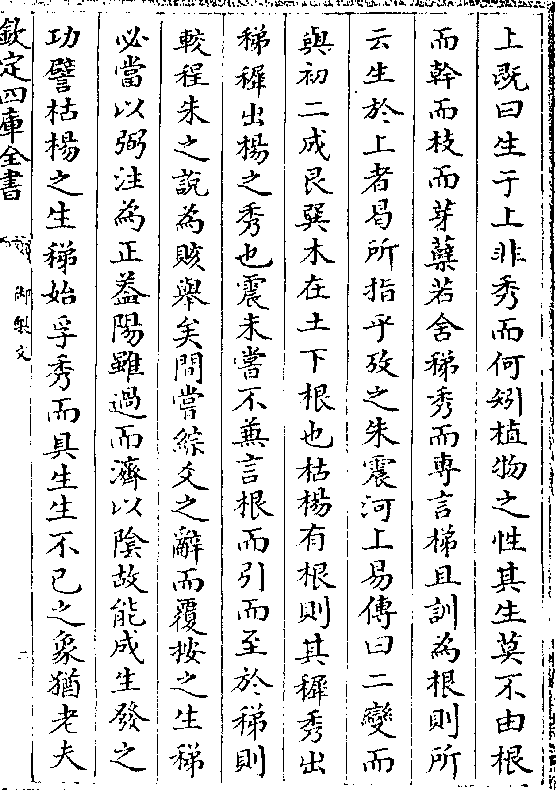 上既曰生于上非秀而何矧植物之性其生莫不由根
而幹而枝而芽蘖若舍稊秀而專言梯且訓為根則所
云生於上者曷所指乎攷之朱震河上易傳曰二變而
與初二成艮巽木在土下根也枯楊有根則其穉秀出
稊穉出楊之秀也震未嘗不兼言根而引而至於稊則
較程朱之說為賅舉矣間嘗綜爻之辭而覆按之生稊
必當以弼注為正葢陽雖過而濟以陰故能成生發之
功譬枯楊之生稊始孚秀而具生生不已之象猶老夫
欽定四庫全書
御製文
二